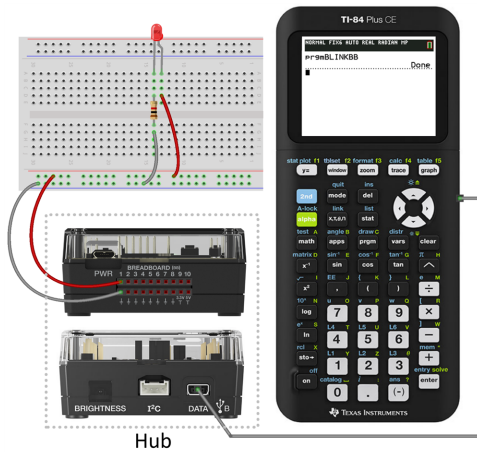 TI-84 Plus CE
NORMAL FIX6 AUTO REAL RADIAN MP
prgmBLINKBB
Done
stat plot f1 tblset f2 format f3 calc f4 table f5
y= window zoom trace graph
quit ins
2nd mode del
A-lock link list
alpha X,T,θ,n stat
test A angle B draw C distr
math apps prgm vars clear
matrix D sin⁻¹ E cos⁻¹ F tan⁻¹ G π H
x⁻¹ sin cos tan ^
√ I EE J { K } L e M
x² , ( ) ÷
10ˣ N u O v P w Q [ R
log 7 8 9 ×
eˣ S L4 T L5 U L6 V ] W
ln 4 5 6 −
rcl X L1 Y L2 Z L3 θ mem "
sto→ 1 2 3 +
off catalog i : ans ? entry solve
on 0 . (-) enter
TEXAS INSTRUMENTS
BREADBOARD
PWR 1 2 3 4 5 6 7 8 9 10
3.3V 5V
BRIGHTNESS I²C DATA B
Hub